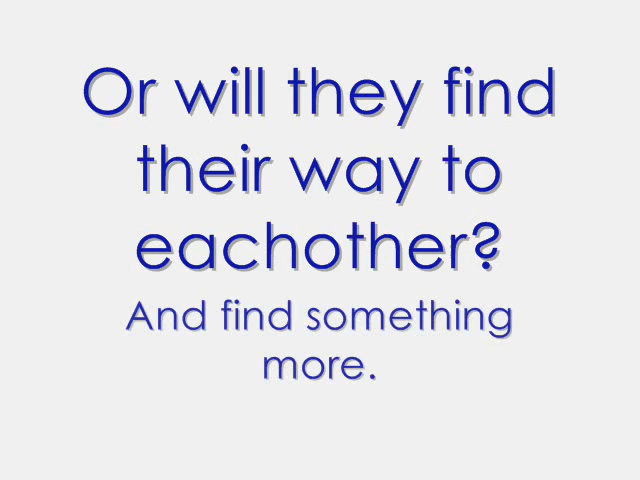 Or will they find
their way to
eachother?
And find something
more.